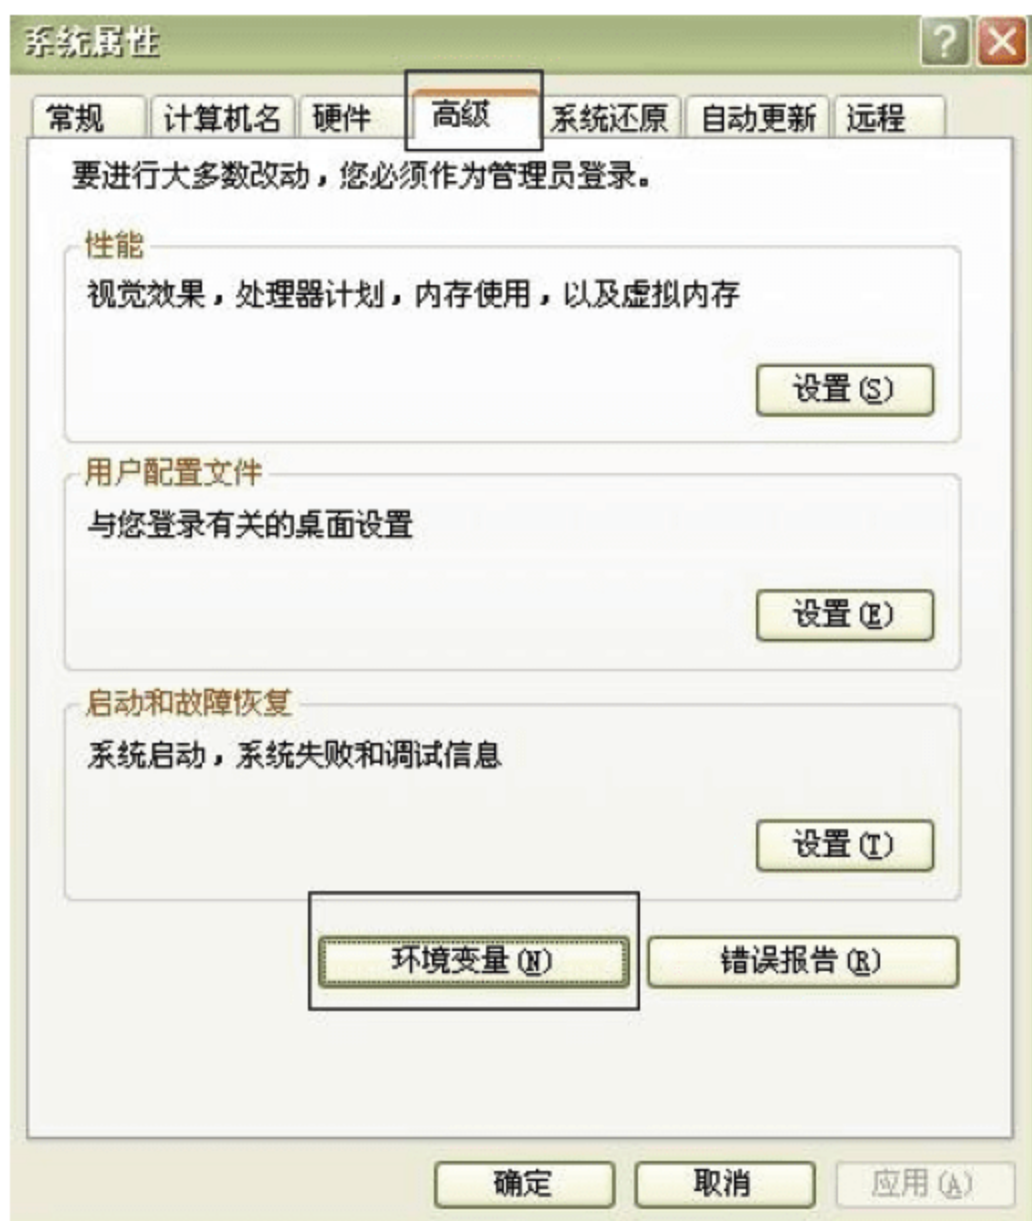 系统属性
常规 计算机名 硬件 高级 系统还原 自动更新 远程
要进行大多数改动，您必须作为管理员登录。
性能
视觉效果，处理器计划，内存使用，以及虚拟内存
设置(S)
用户配置文件
与您登录有关的桌面设置
设置(E)
启动和故障恢复
系统启动，系统失败和调试信息
设置(T)
环境变量(N) 错误报告(R)
确定 取消 应用(A)